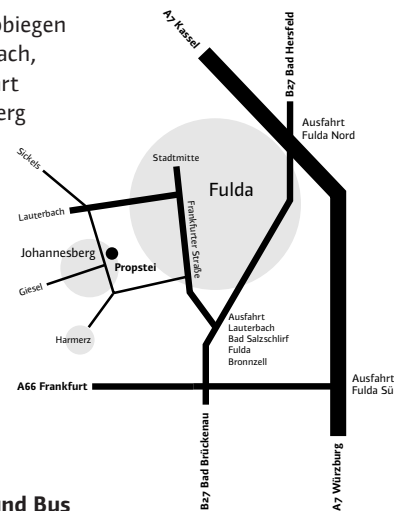 biegen
ach,
rt
erg
A7 Kassel
B27 Bad Hersfeld
Ausfahrt
Fulda Nord
Sickels
Stadtmitte
Fulda
Lauterbach
Frankfurter Straße
Johannesberg
Propstei
Giesel
Harmerz
Ausfahrt
Lauterbach
Bad Salzschlirf
Fulda
Bronnzell
A66 Frankfurt
Ausfahrt
Fulda Sü
B27 Bad Brückenau
A7 Würzburg
nd Bus